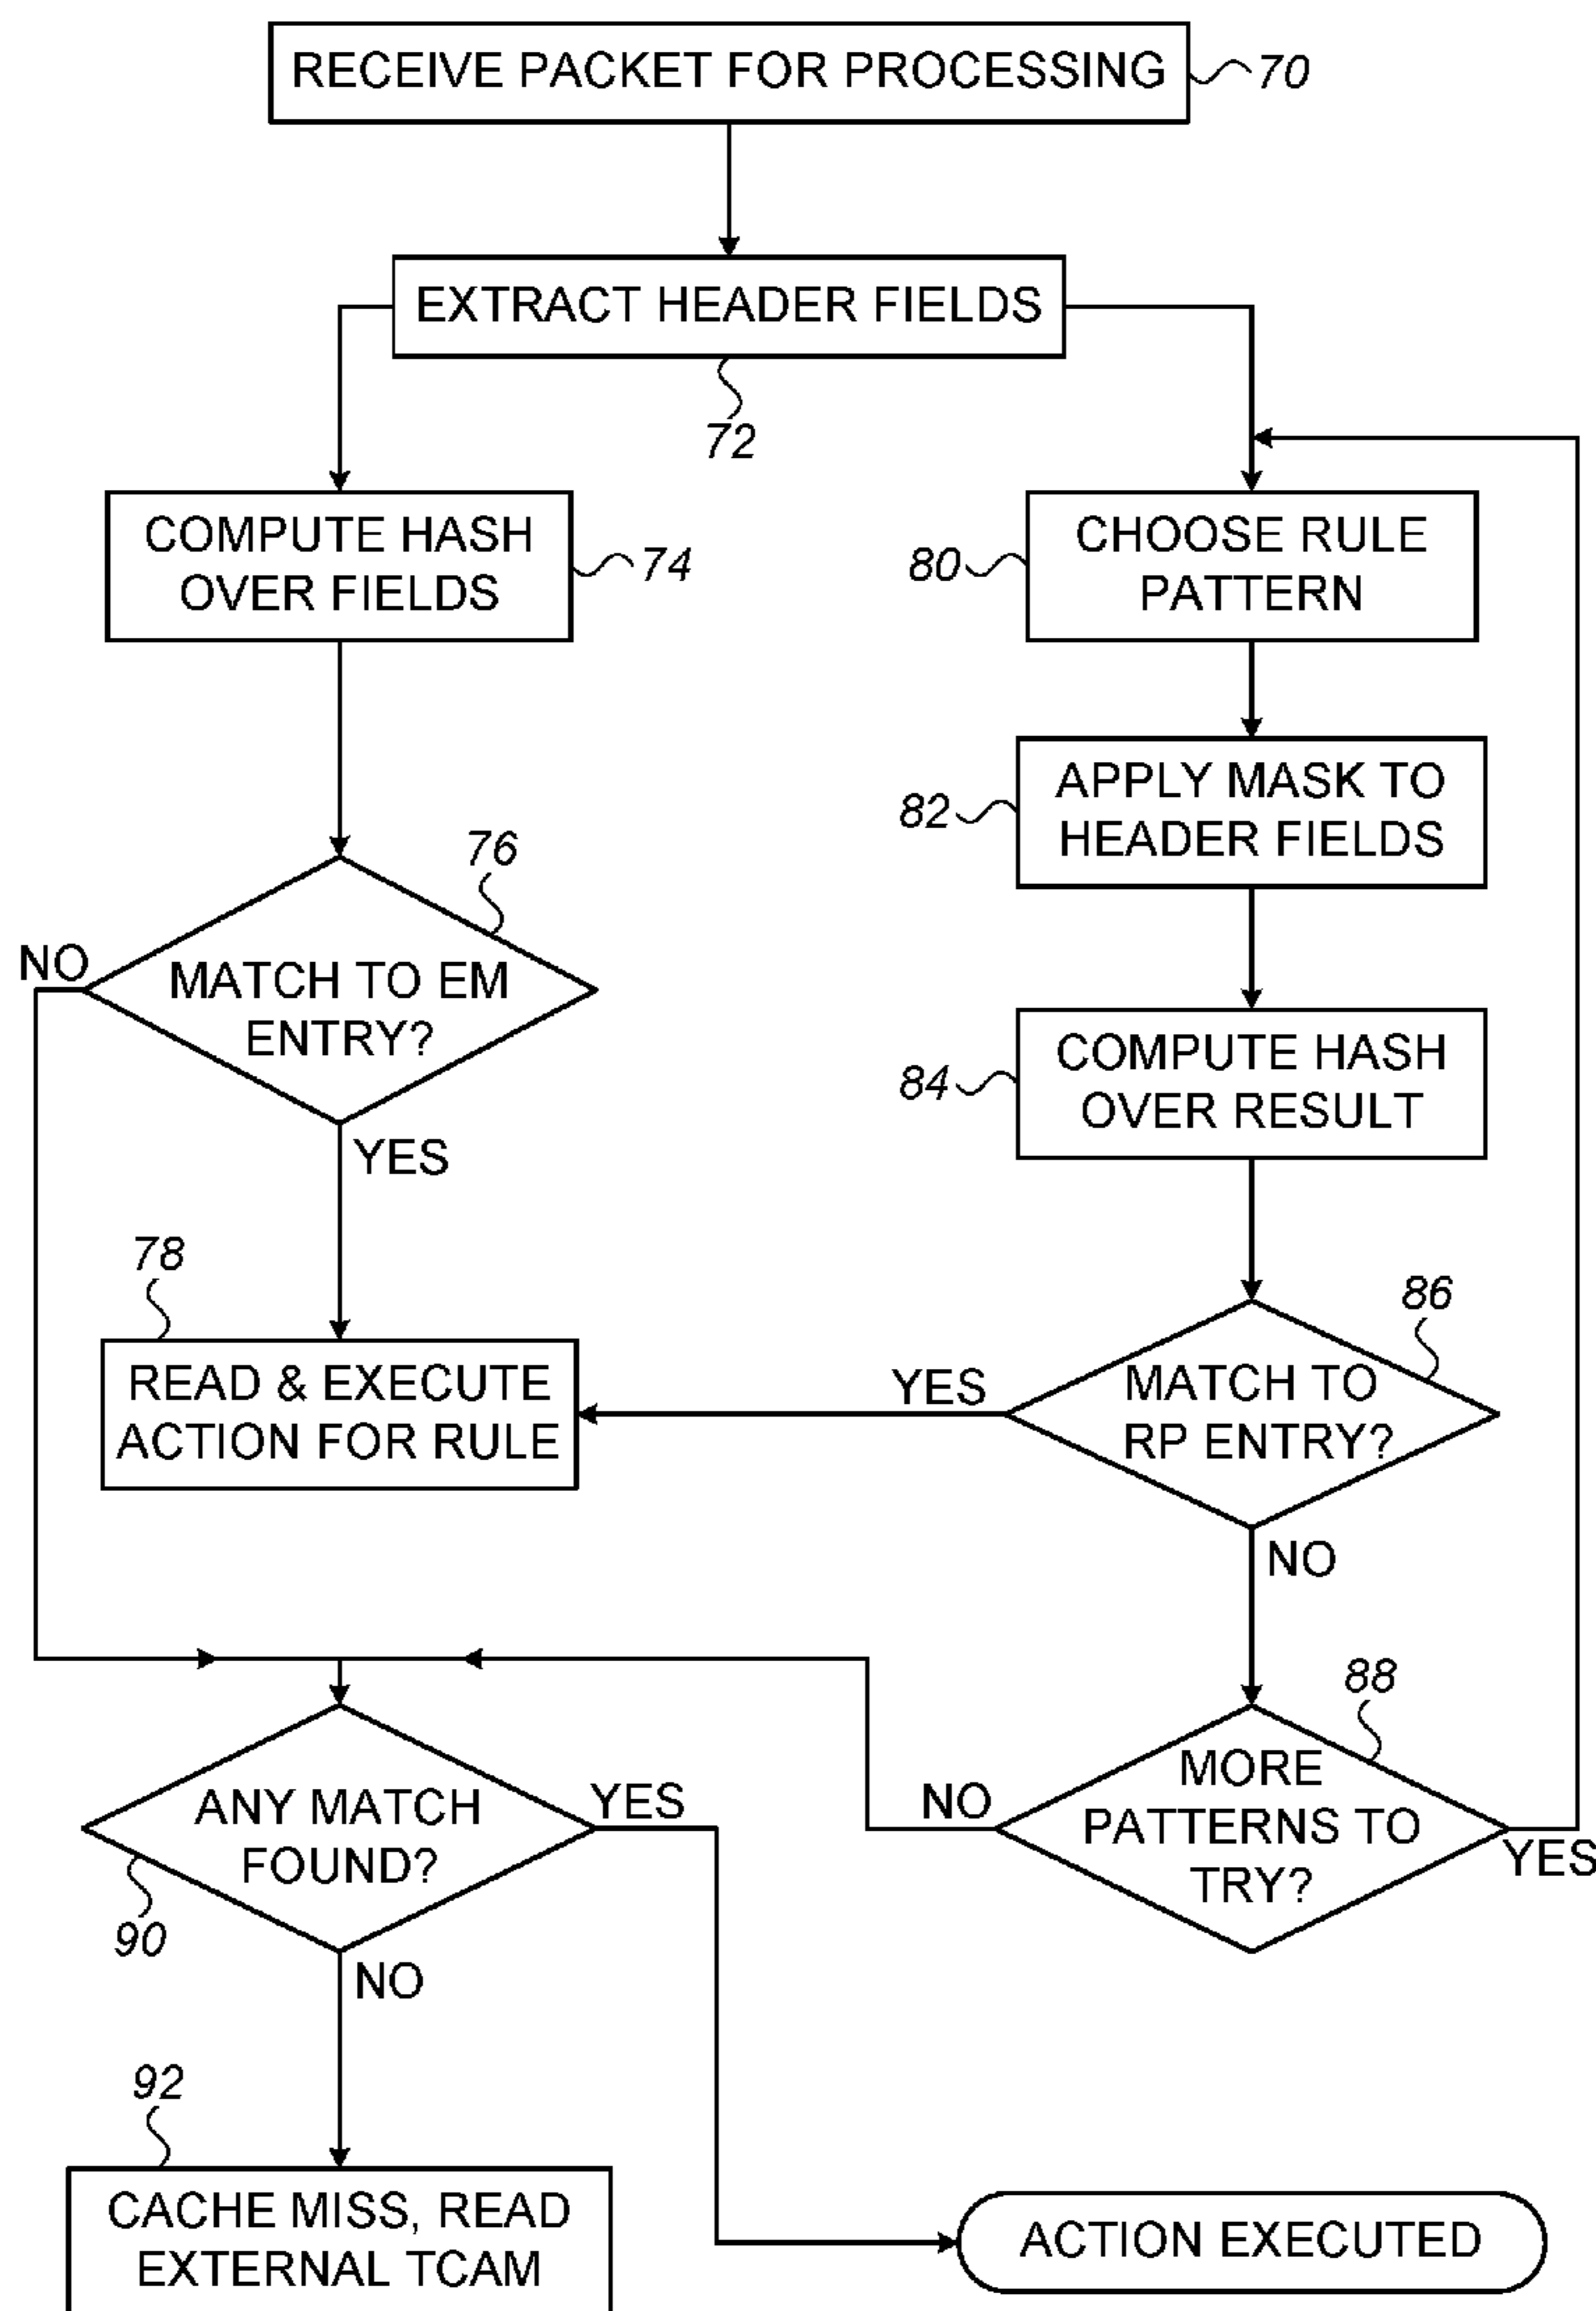 RECEIVE PACKET FOR PROCESSING
70
EXTRACT HEADER FIELDS
72
COMPUTE HASH
OVER FIELDS
74
80
CHOOSE RULE
PATTERN
82
APPLY MASK TO
HEADER FIELDS
76
NO
MATCH TO EM
ENTRY?
YES
84
COMPUTE HASH
OVER RESULT
78
READ & EXECUTE
ACTION FOR RULE
86
YES
MATCH TO
RP ENTRY?
NO
88
MORE
PATTERNS TO
TRY?
NO
YES
ANY MATCH
FOUND?
YES
90
NO
92
CACHE MISS, READ
EXTERNAL TCAM
ACTION EXECUTED